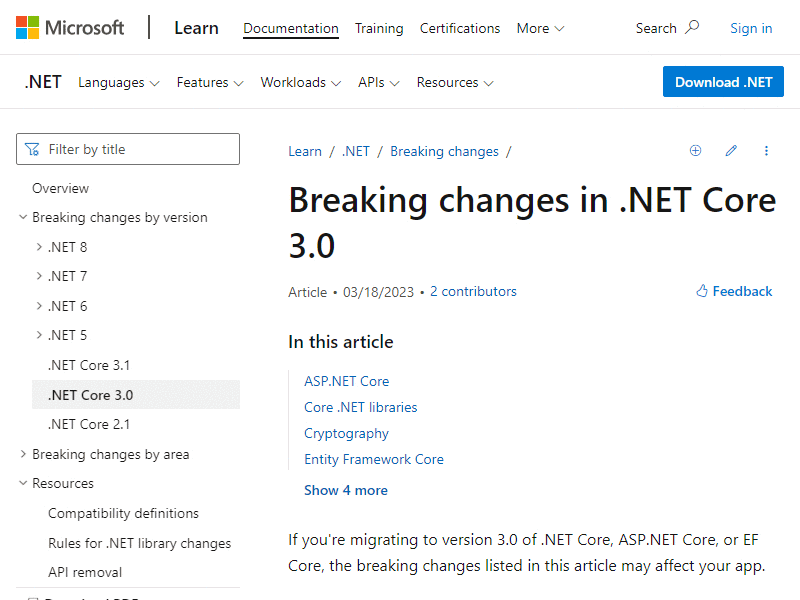 Microsoft
Learn
Documentation
Training
Certifications
More
Search
Sign in
.NET
Languages
Features
Workloads
APIs
Resources
Download .NET
Filter by title
Overview
Breaking changes by version
.NET 8
.NET 7
.NET 6
.NET 5
.NET Core 3.1
.NET Core 3.0
.NET Core 2.1
Breaking changes by area
Resources
Compatibility definitions
Rules for .NET library changes
API removal
Learn / .NET / Breaking changes /
Breaking changes in .NET Core
3.0
Article • 03/18/2023 • 2 contributors
Feedback
In this article
ASP.NET Core
Core .NET libraries
Cryptography
Entity Framework Core
Show 4 more
If you're migrating to version 3.0 of .NET Core, ASP.NET Core, or EF
Core, the breaking changes listed in this article may affect your app.